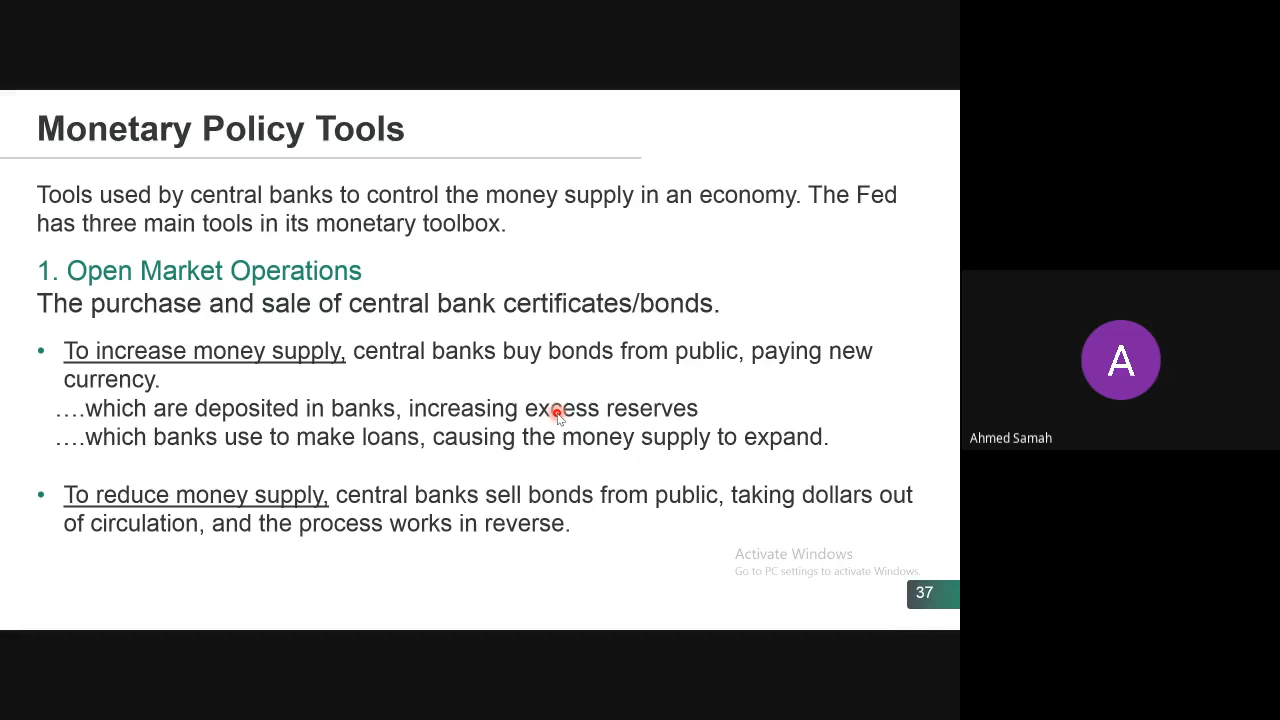 Monetary Policy Tools
Tools used by central banks to control the money supply in an economy. The Fed
has three main tools in its monetary toolbox.
1. Open Market Operations
The purchase and sale of central bank certificates/bonds.
• To increase money supply, central banks buy bonds from public, paying new
currency.
….which are deposited in banks, increasing excess reserves
….which banks use to make loans, causing the money supply to expand.
• To reduce money supply, central banks sell bonds from public, taking dollars out
of circulation, and the process works in reverse.
Activate Windows
Go to PC settings to activate Windows.
37
A
Ahmed Samah